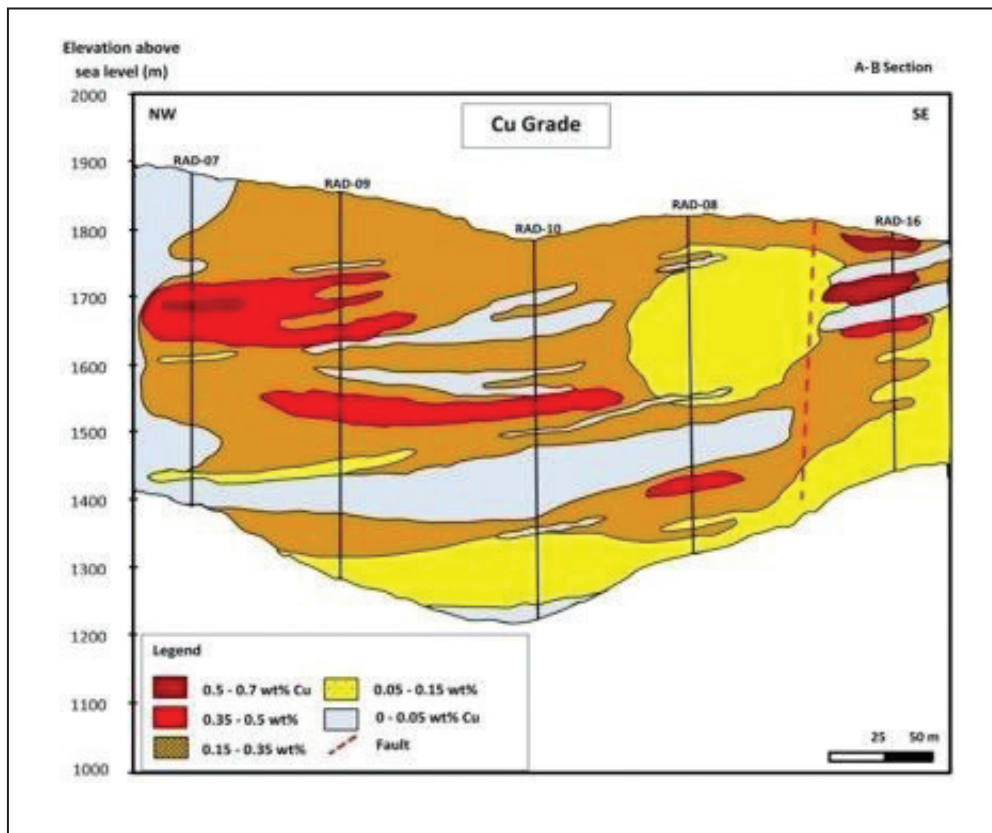 Elevation above
sea level (m)
A-B Section
2000
NW
Cu Grade
SE
1900
RAD-07
RAD-09
RAD-08
1800
RAD-10
RAD-16
1700
1600
1500
1400
1300
1200
Legend
0.5 - 0.7 wt% Cu
0.05 - 0.15 wt%
1100
0.35 - 0.5 wt%
0 - 0.05 wt% Cu
0.15 - 0.35 wt%
Fault
25 50 m
1000